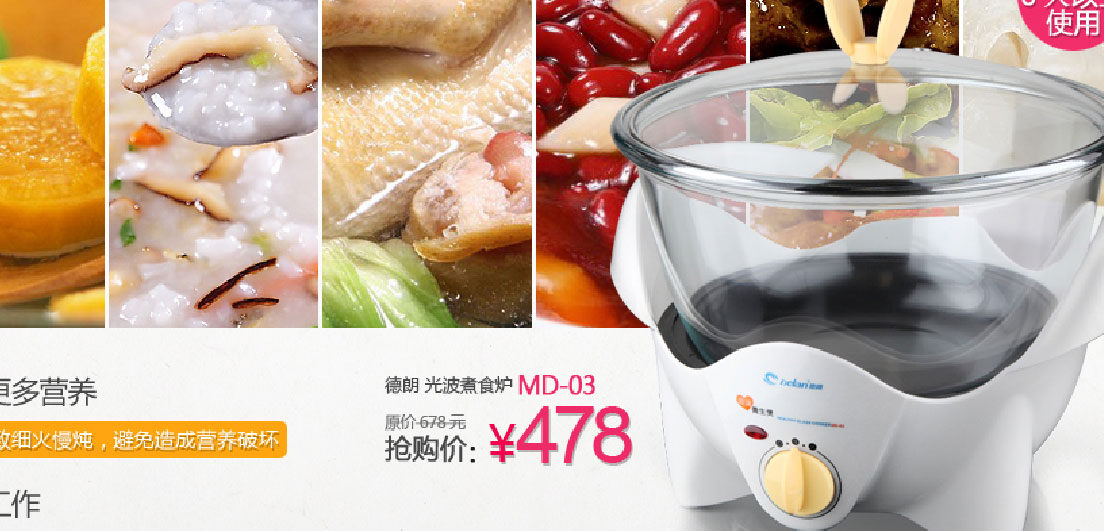 使用
更多营养
德朗 光波煮食炉 MD-03
原价 678 元
抢购价: ¥478
致细火慢炖，避免造成营养破坏
工作
Delan